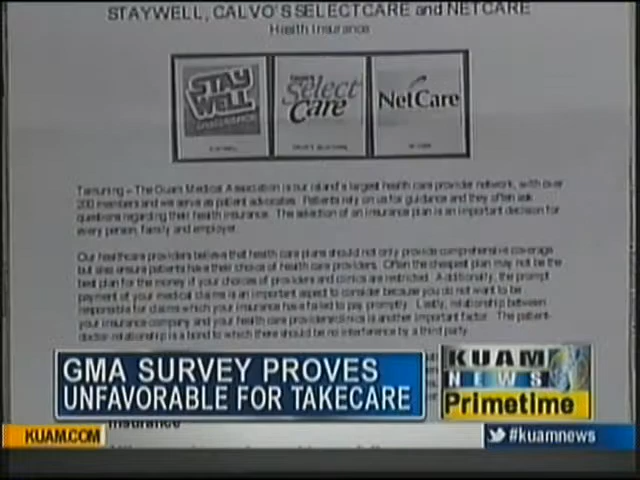 STAYWELL, CALVO'S SELECTCARE and NETCARE
Health Insurance
STAY
WELL
INSURANCE
Select
Care
NetCare
Tamuning – The Guam Medical Association is our island's largest health care provider network, with over
200 members and we serve as patient advocates. Patients rely on us for guidance and they often ask
questions regarding their health insurance. The selection of an insurance plan is an important decision for
every person, family and employer.
Our healthcare providers believe that health care plans should not only provide comprehensive coverage
but also ensure patients have their choice of health care providers. Often the cheapest plan may not be the
best plan for the money if your choices of providers and clinics are restricted. Additionally, the prompt
payment of your medical claims is an important aspect to consider because you do not want to be
responsible for claims which your insurance have failed to pay promptly. Lastly, relationship between
your insurance company and your health care providers/clinics is another important factor. The patient-
doctor relationship is a bond to which there should be no interference by a third party.
GMA SURVEY PROVES
UNFAVORABLE FOR TAKECARE
KUAM
NEWS
Primetime
Insurance
KUAM.COM
#kuamnews